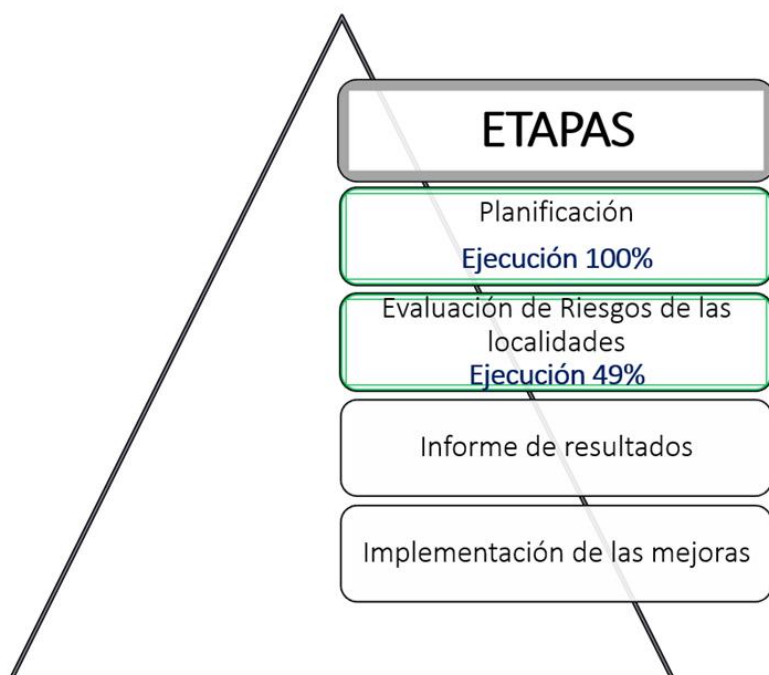 ETAPAS
Planificación
Ejecución 100%
Evaluación de Riesgos de las
localidades
Ejecución 49%
Informe de resultados
Implementación de las mejoras